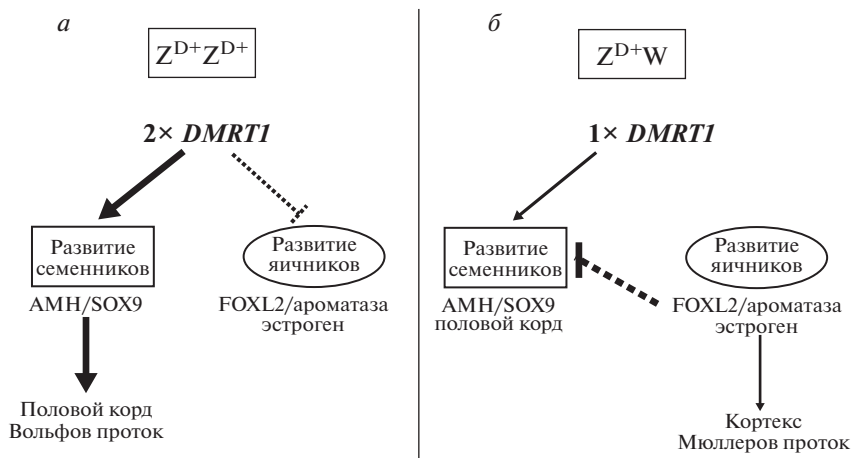 а
Z^D+Z^D+
2× DMRT1
Развитие
семенников
AMH/SOX9
Половой корд
Вольфов проток
Развитие
яичников
FOXL2/ароматаза
эстроген
б
Z^D+W
1× DMRT1
Развитие
семенников
AMH/SOX9
половой корд
Развитие
яичников
FOXL2/ароматаза
эстроген
Кортекс
Мюллеров проток